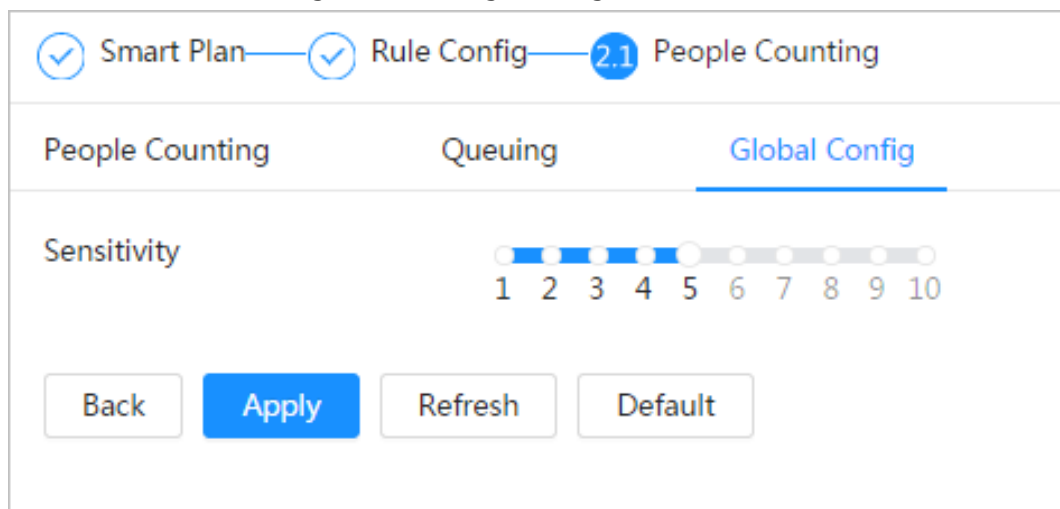 Smart Plan Rule Config 2.1 People Counting
People Counting Queuing Global Config
Sensitivity
1 2 3 4 5 6 7 8 9 10
Back Apply Refresh Default